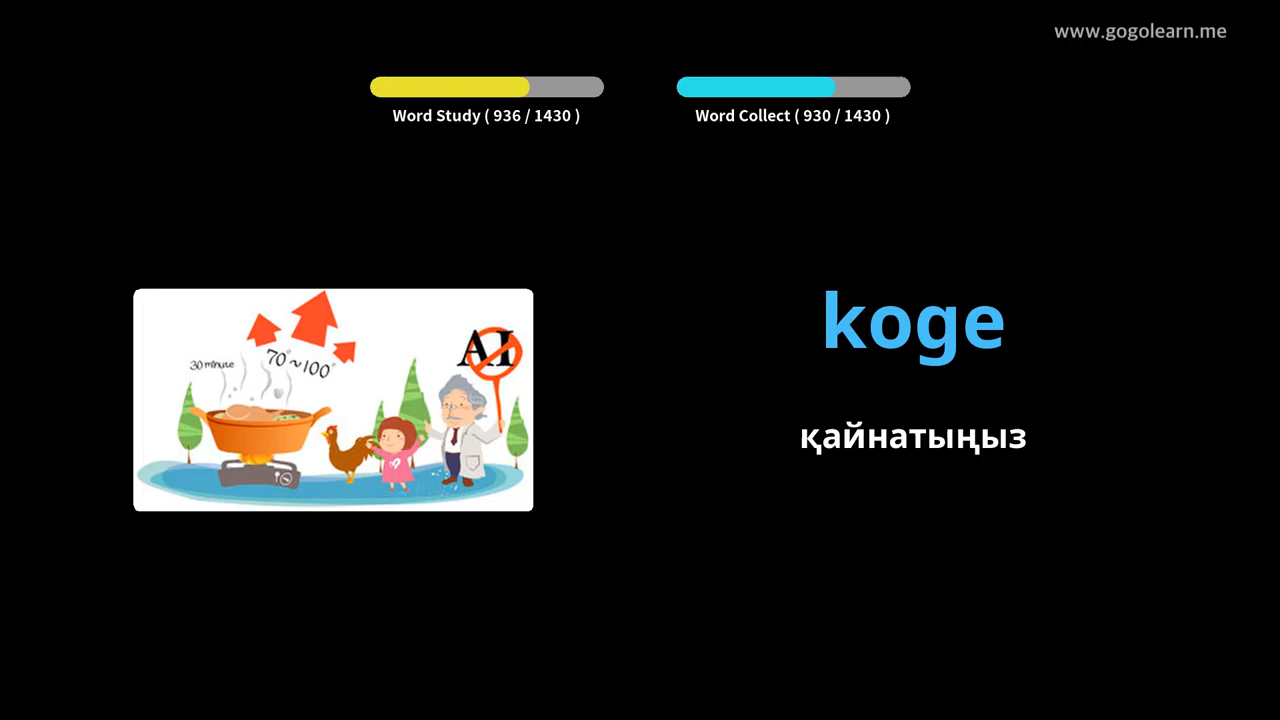 www.gogolearn.me
Word Study ( 936 / 1430 )
Word Collect ( 930 / 1430 )
30 minute
70°~100°
AI
koge
қайнатыңыз